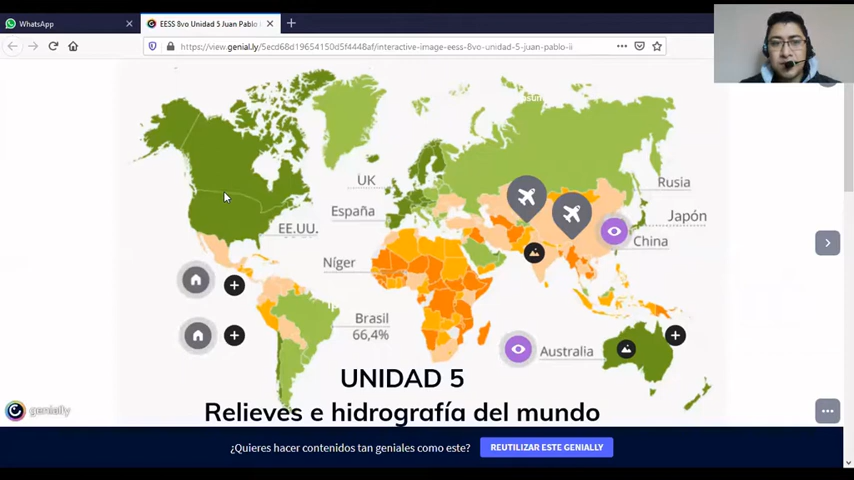 WhatsApp
EESS 8vo Unidad 5 Juan Pablo
https://view.genial.ly/5ecd68d19654150d5f4448af/interactive-image-eess-8vo-unidad-5-juan-pablo-ii
UK
Rusia
España
Japón
EE.UU.
China
Níger
Brasil
66,4%
Australia
UNIDAD 5
Relieves e hidrografía del mundo
genially
¿Quieres hacer contenidos tan geniales como este?
REUTILIZAR ESTE GENIALLY